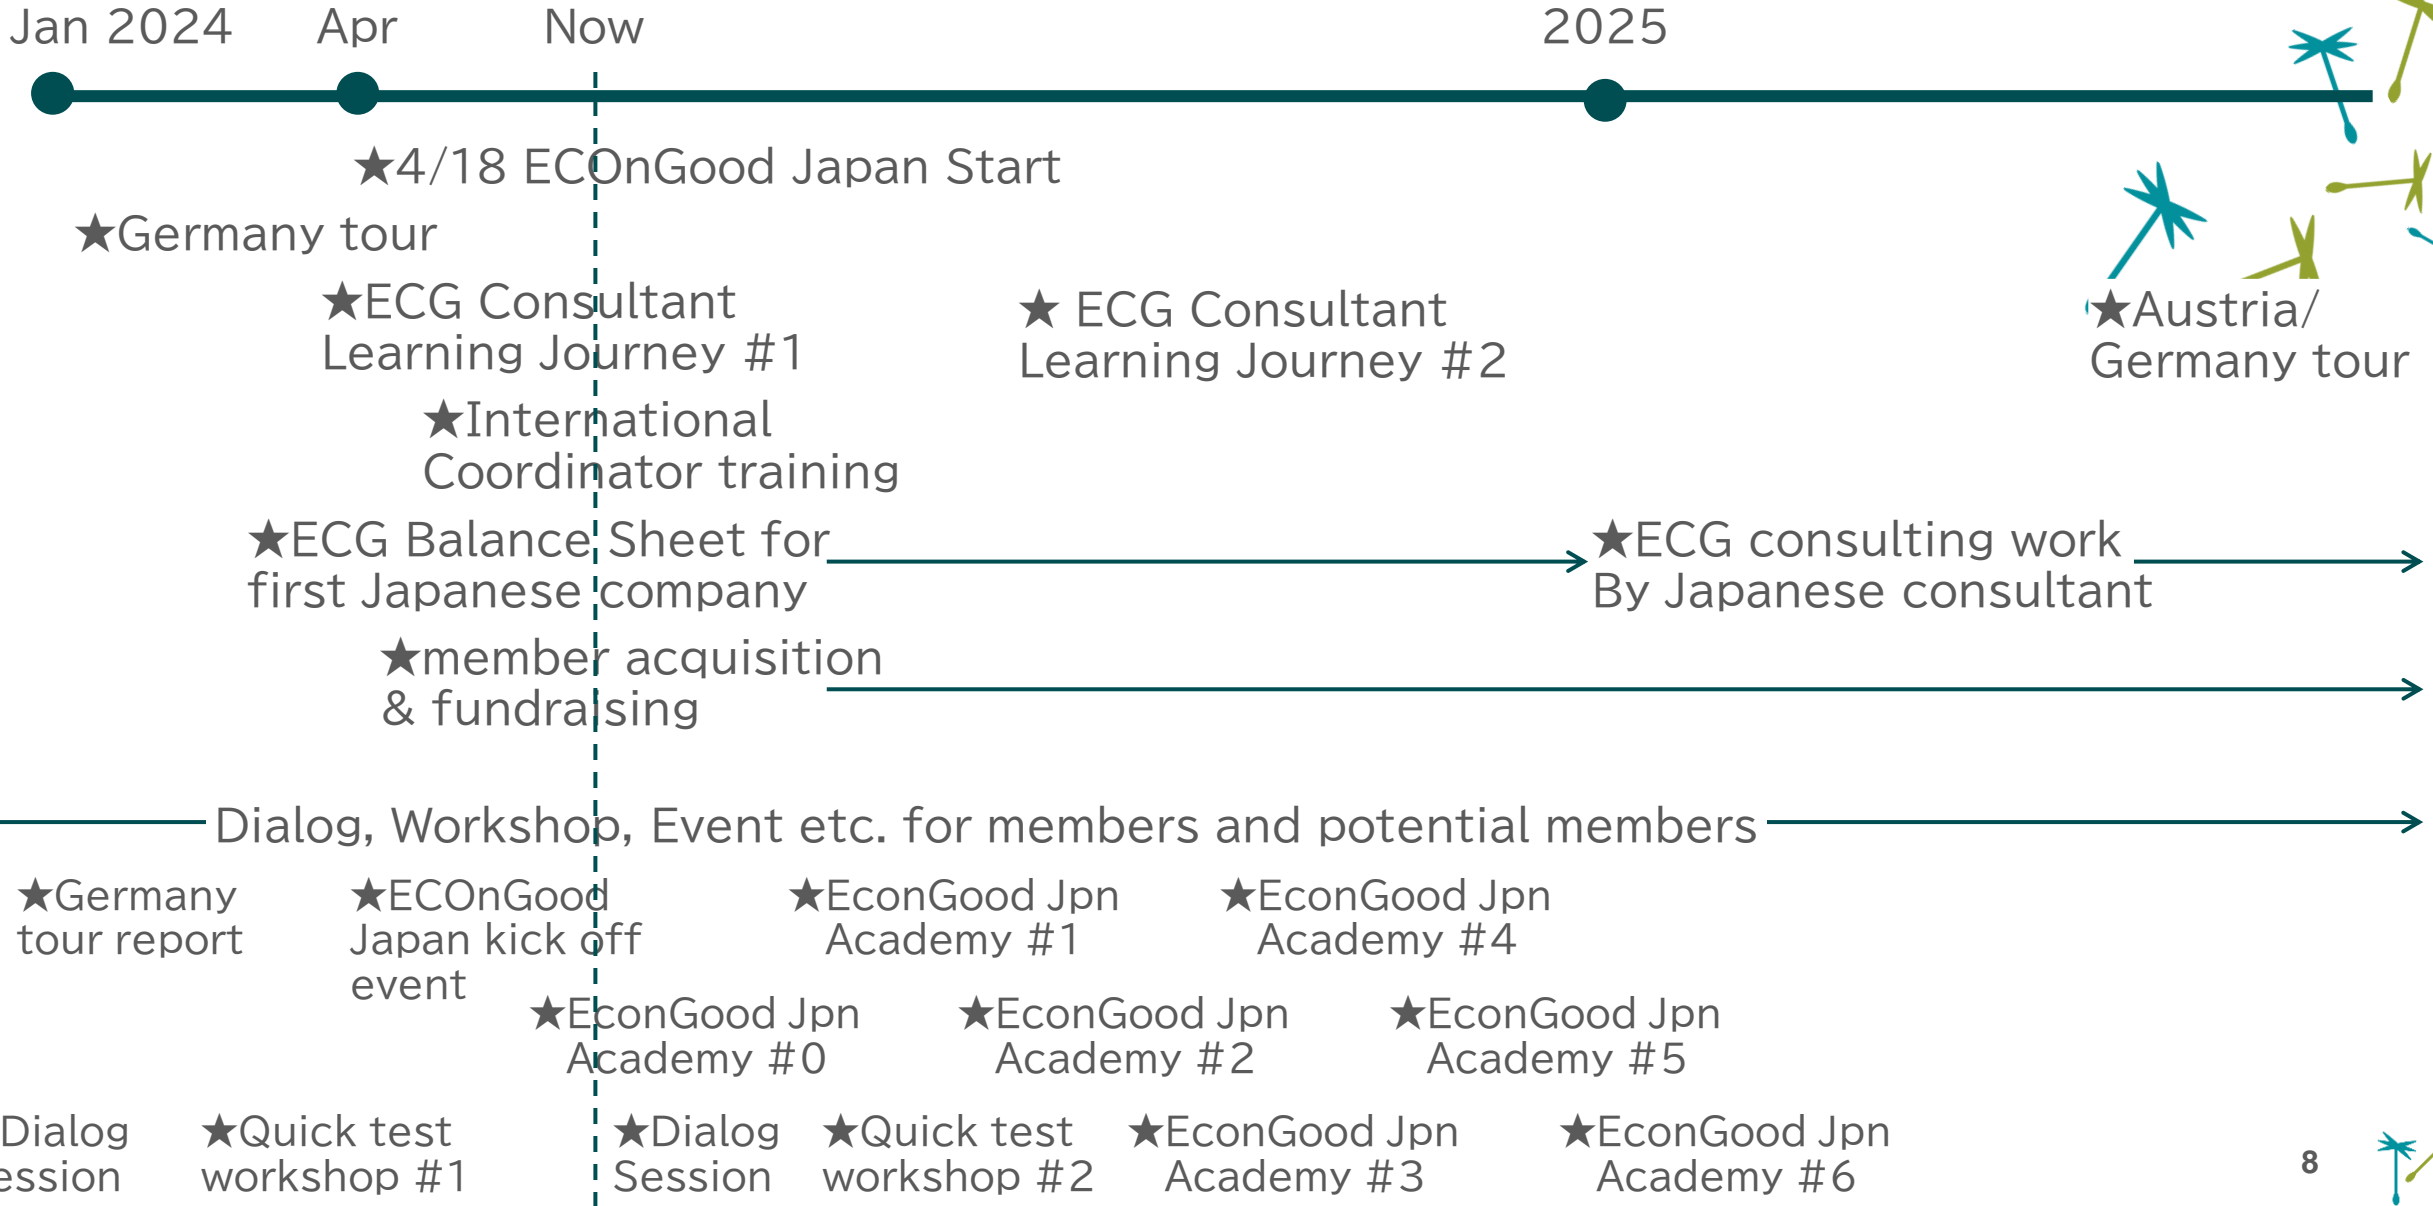 Jan 2024 Apr Now 2025
★4/18 ECOnGood Japan Start
★Germany tour
★ECG Consultant
Learning Journey #1
★ ECG Consultant
Learning Journey #2
★Austria/
Germany tour
★International
Coordinator training
★ECG Balance Sheet for
first Japanese company
★ECG consulting work
By Japanese consultant
★member acquisition
& fundraising
Dialog, Workshop, Event etc. for members and potential members
★Germany
tour report
★ECOnGood
Japan kick off
event
★EconGood Jpn
Academy #1
★EconGood Jpn
Academy #4
★EconGood Jpn
Academy #0
★EconGood Jpn
Academy #2
★EconGood Jpn
Academy #5
Dialog
ession
★Quick test
workshop #1
★Dialog
Session
★Quick test
workshop #2
★EconGood Jpn
Academy #3
★EconGood Jpn
Academy #6
8